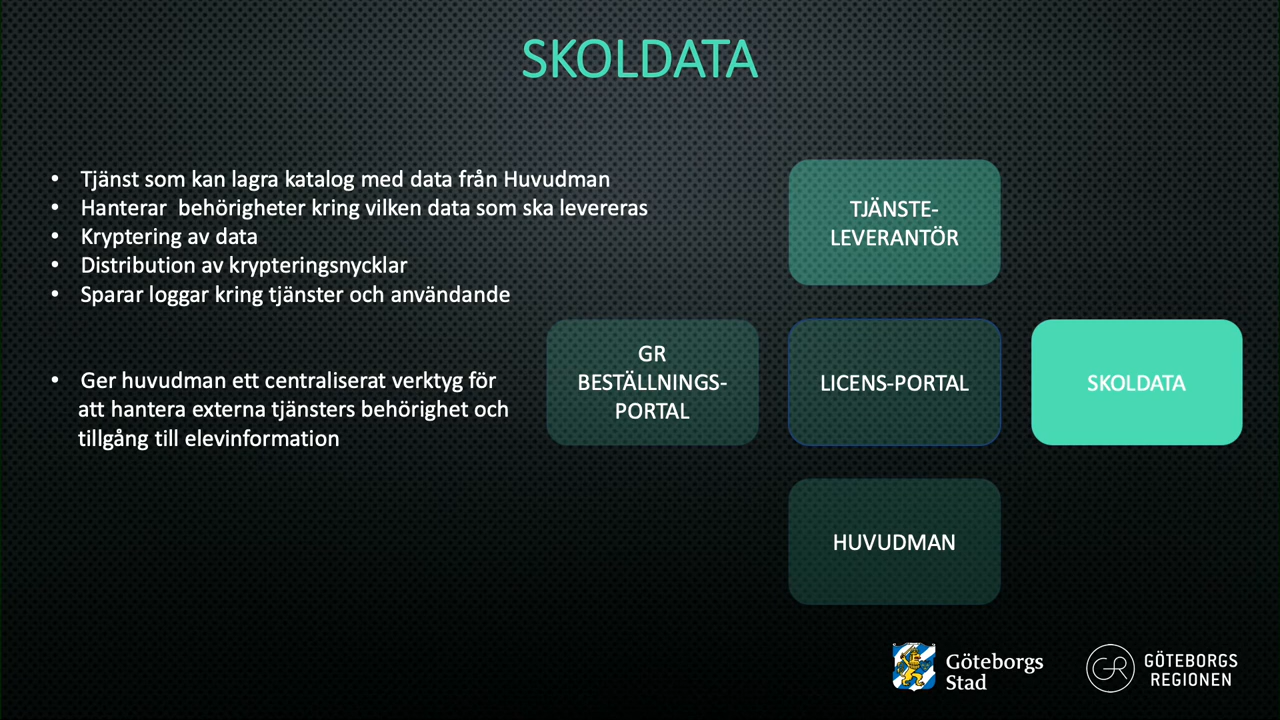 SKOLDATA
• Tjänst som kan lagra katalog med data från Huvudman
• Hanterar  behörigheter kring vilken data som ska levereras
• Kryptering av data
• Distribution av krypteringsnycklar
• Sparar loggar kring tjänster och användande
• Ger huvudman ett centraliserat verktyg för
att hantera externa tjänsters behörighet och
tillgång till elevinformation
TJÄNSTE-
LEVERANTÖR
GR
BESTÄLLNINGS-
PORTAL
LICENS-PORTAL
SKOLDATA
HUVUDMAN
Göteborgs
Stad
GR
GÖTEBORGS
REGIONEN